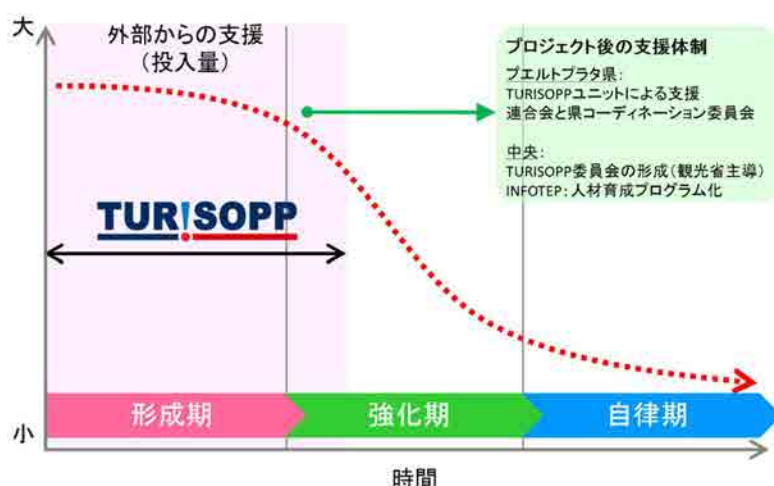 大
外部からの支援
(投入量)
プロジェクト後の支援体制
プエルトプラタ県:
TURISOPPユニットによる支援
連合会と県コーディネーション委員会
中央:
TURISOPP委員会の形成(観光省主導)
INFOTEP:人材育成プログラム化
TUR!SOPP
形成期
強化期
自律期
小
時間